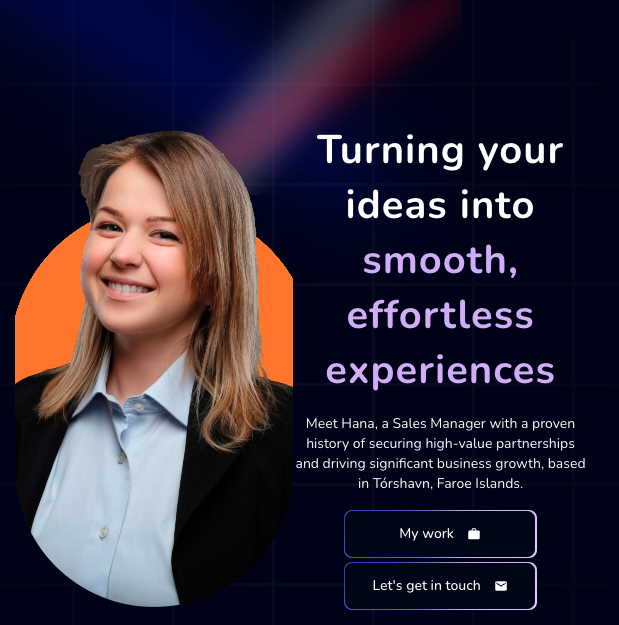 Turning your
ideas into
smooth,
effortless
experiences
Meet Hana, a Sales Manager with a proven
history of securing high-value partnerships
and driving significant business growth, based
in Tórshavn, Faroe Islands.
My work
Let's get in touch